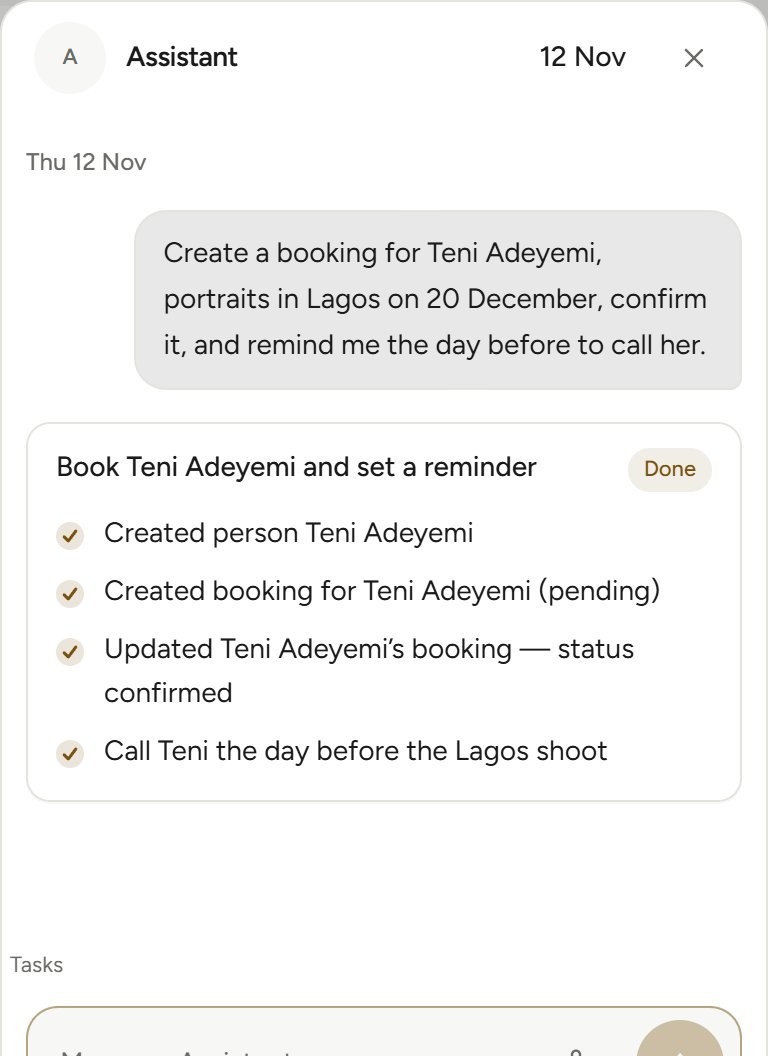 A
Assistant
12 Nov
Thu 12 Nov
Create a booking for Teni Adeyemi,
portraits in Lagos on 20 December, confirm
it, and remind me the day before to call her.
Book Teni Adeyemi and set a reminder
Done
Created person Teni Adeyemi
Created booking for Teni Adeyemi (pending)
Updated Teni Adeyemi’s booking — status
confirmed
Call Teni the day before the Lagos shoot
Tasks